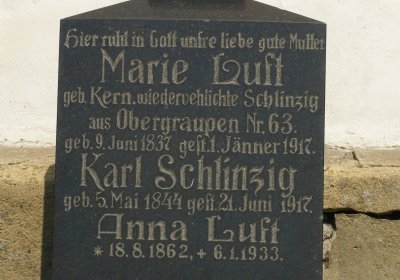 Hier ruht in Gott unsre liebe gute Mutter
Marie Luft
geb. Kern. wiederverhlichte Schlinzig
aus Obergraupen Nr. 63.
geb. 9. Juni 1837 gest. 1. Jänner 1917.
Karl Schlinzig
geb. 5. Mai 1844 gest. 21. Juni 1917.
Anna Luft
* 18.8.1862, + 6.1.1933.